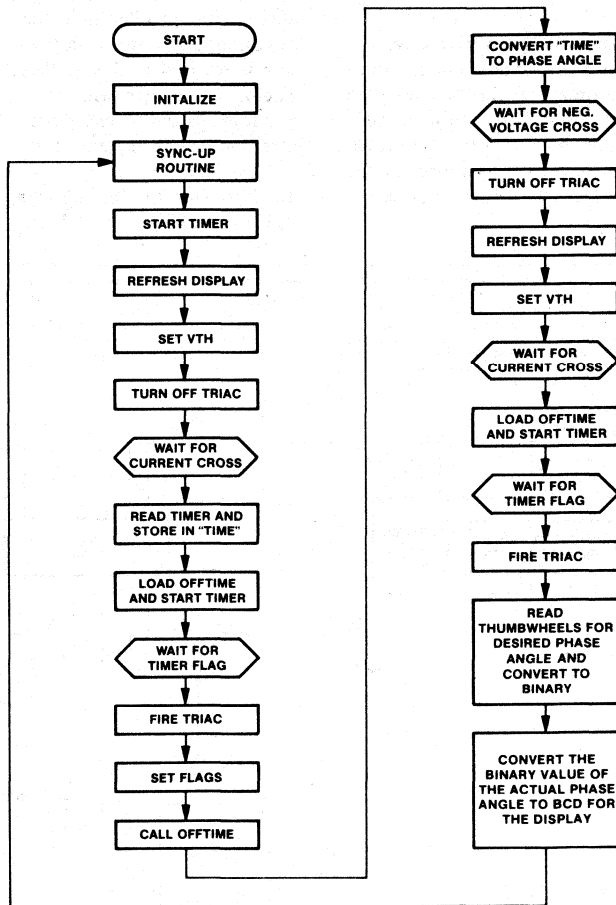 START
INITALIZE
SYNC-UP
ROUTINE
START TIMER
REFRESH DISPLAY
SET VTH
TURN OFF TRIAC
WAIT FOR
CURRENT CROSS
READ TIMER AND
STORE IN "TIME"
LOAD OFFTIME
AND START TIMER
WAIT FOR
TIMER FLAG
FIRE TRIAC
SET FLAGS
CALL OFFTIME
CONVERT "TIME"
TO PHASE ANGLE
WAIT FOR NEG.
VOLTAGE CROSS
TURN OFF TRIAC
REFRESH DISPLAY
SET VTH
WAIT FOR
CURRENT CROSS
LOAD OFFTIME
AND START TIMER
WAIT FOR
TIMER FLAG
FIRE TRIAC
READ
THUMBWHEELS FOR
DESIRED PHASE
ANGLE AND
CONVERT TO
BINARY
CONVERT THE
BINARY VALUE OF
THE ACTUAL PHASE
ANGLE TO BCD FOR
THE DISPLAY